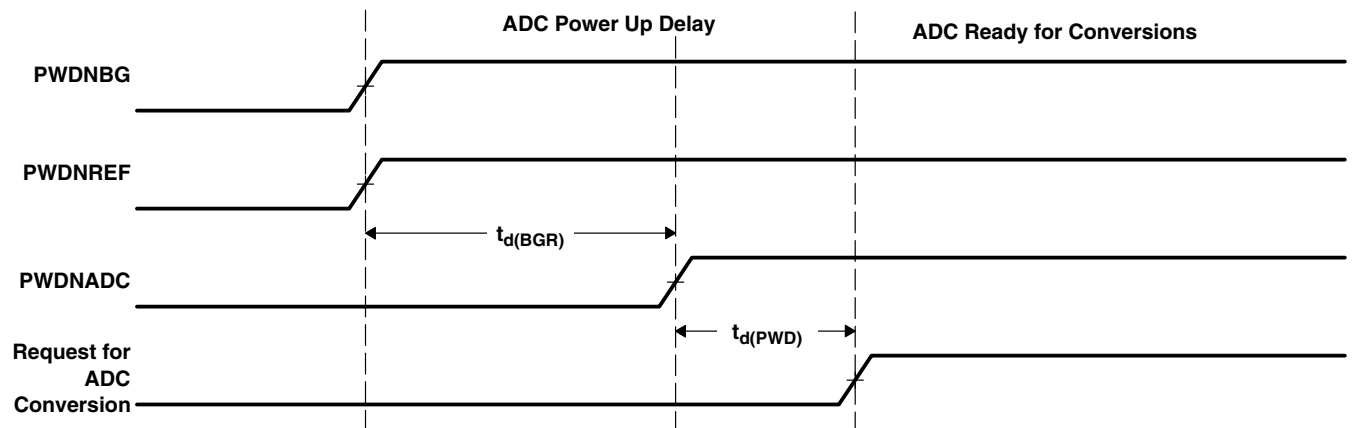 ADC Power Up Delay
ADC Ready for Conversions
PWDNBG
PWDNREF
td(BGR)
PWDNADC
td(PWD)
Request for
ADC
Conversion